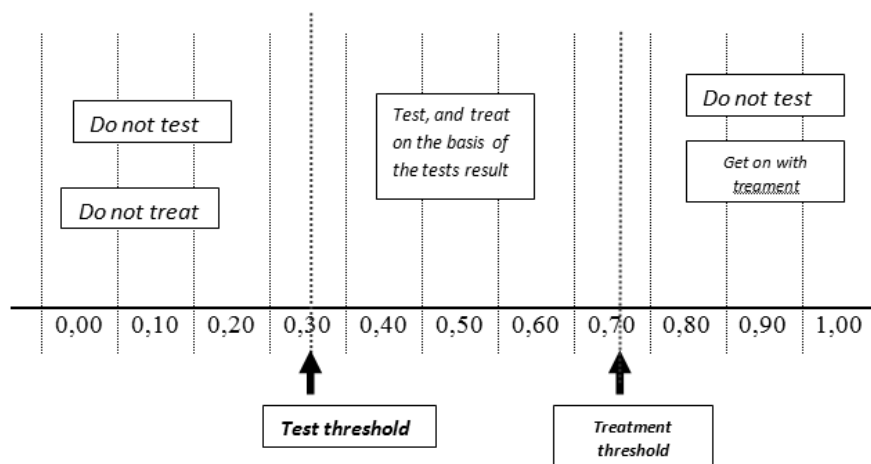 Do not test
Do not treat
Test, and treat
on the basis of
the tests result
Do not test
Get on with
treament
0,00 0,10 0,20 0,30 0,40 0,50 0,60 0,70 0,80 0,90 1,00
Test threshold
Treatment
threshold